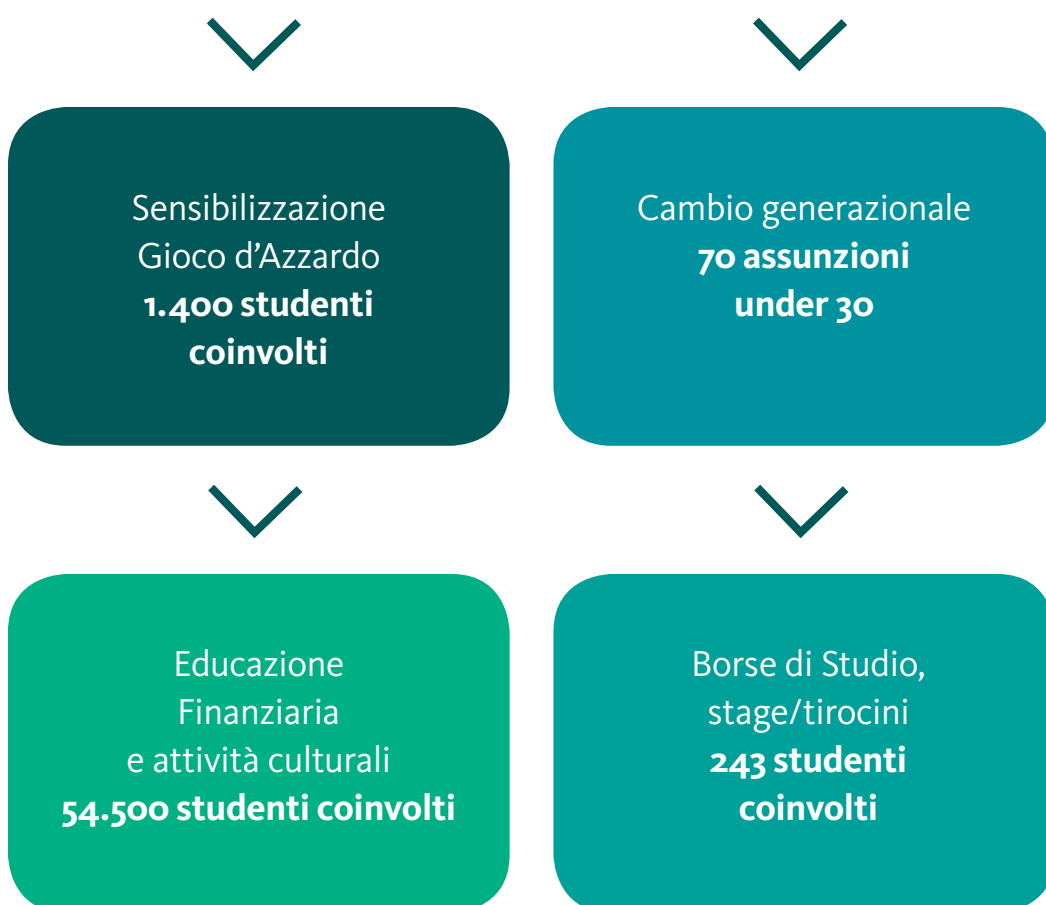 Sensibilizzazione
Gioco d’Azzardo
1.400 studenti
coinvolti
Cambio generazionale
70 assunzioni
under 30
Educazione
Finanziaria
e attività culturali
54.500 studenti coinvolti
Borse di Studio,
stage/tirocini
243 studenti
coinvolti